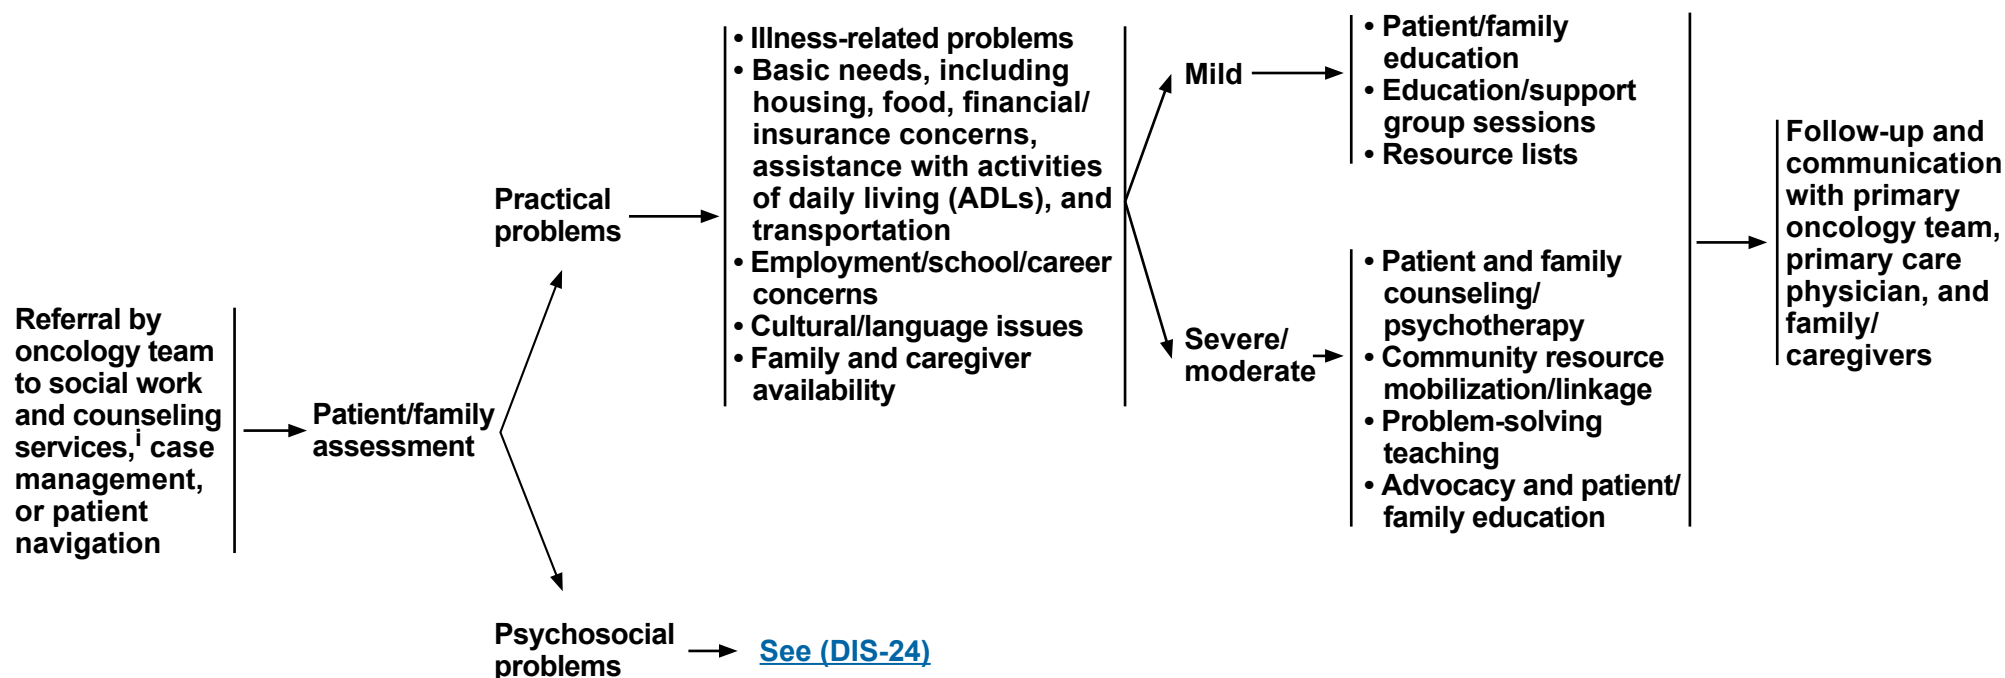 Referral by
oncology team
to social work
and counseling
services,i case
management,
or patient
navigation
Patient/family
assessment
Practical
problems
• Illness-related problems
• Basic needs, including
housing, food, financial/
insurance concerns,
assistance with activities
of daily living (ADLs), and
transportation
• Employment/school/career
concerns
• Cultural/language issues
• Family and caregiver
availability
Mild
• Patient/family
education
• Education/support
group sessions
• Resource lists
Severe/
moderate
• Patient and family
counseling/
psychotherapy
• Community resource
mobilization/linkage
• Problem-solving
teaching
• Advocacy and patient/
family education
Follow-up and
communication
with primary
oncology team,
primary care
physician, and
family/
caregivers
Psychosocial
problems
See (DIS-24)